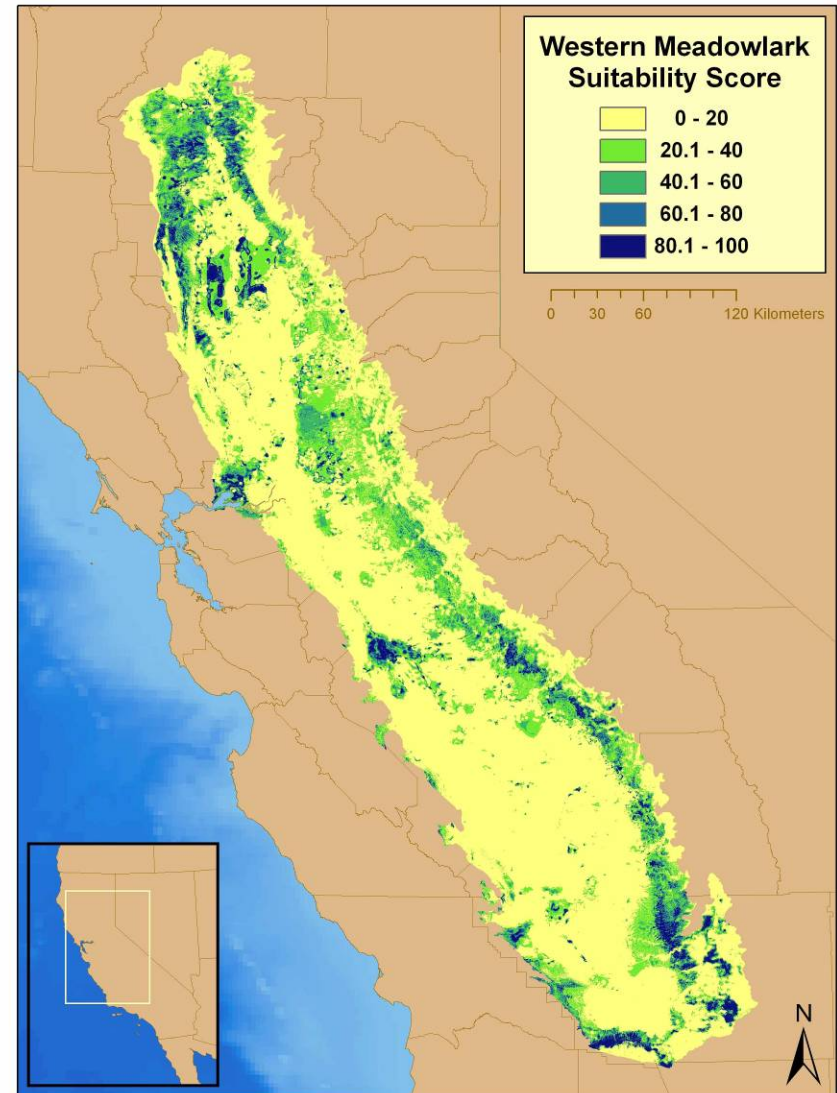 Western Meadowlark
Suitability Score
0 - 20
20.1 - 40
40.1 - 60
60.1 - 80
80.1 - 100
0 30 60 120 Kilometers
N